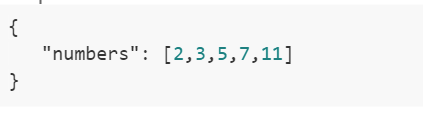 {
"numbers": [2,3,5,7,11]
}